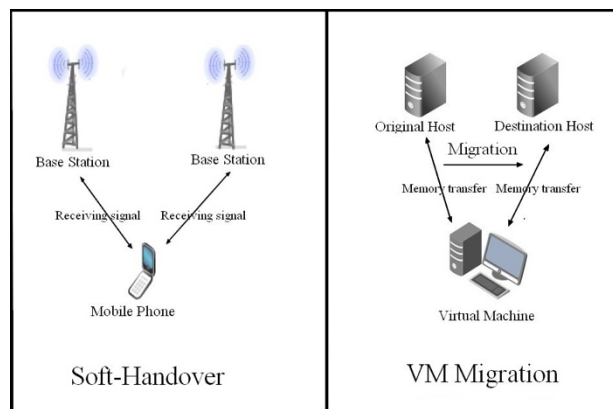 Base Station
Base Station
Receiving signal
Receiving signal
Mobile Phone
Soft-Handover
Original Host
Destination Host
Migration
Memory transfer
Memory transfer
Virtual Machine
VM Migration